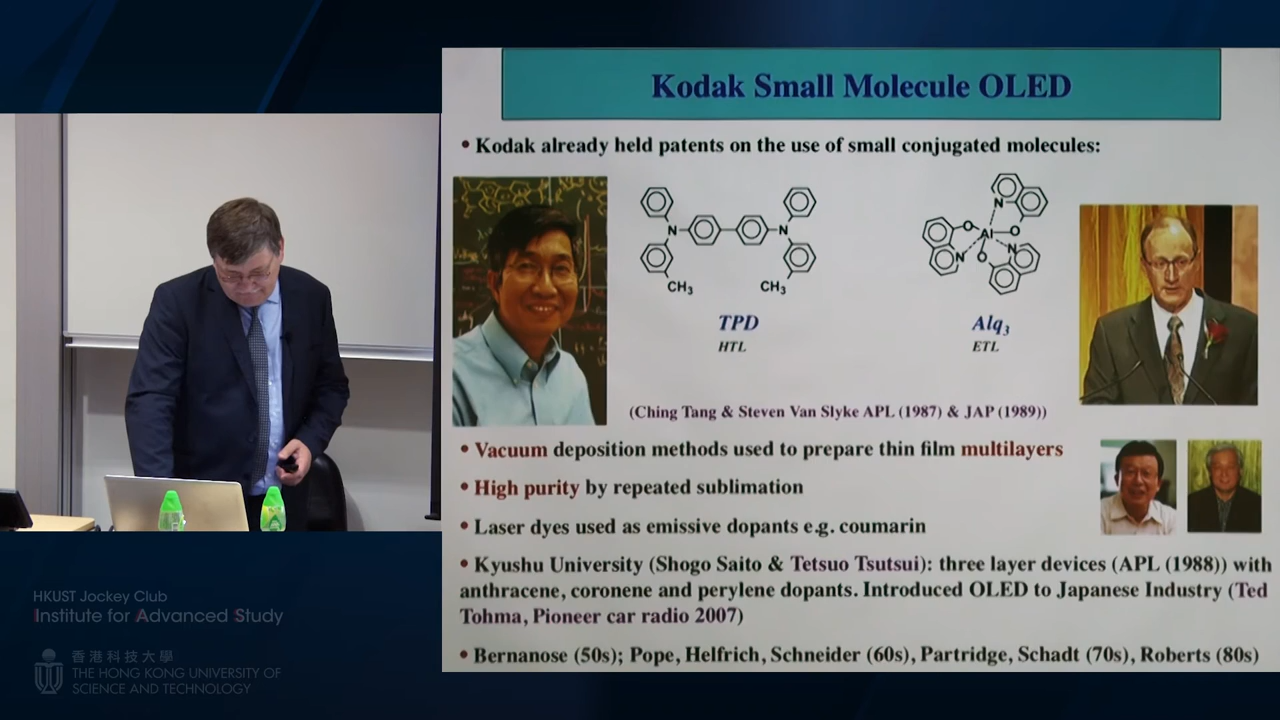 Kodak Small Molecule OLED
• Kodak already held patents on the use of small conjugated molecules:
N
N
CH3
CH3
N
O
Al
O
N
N
O
TPD
HTL
Alq3
ETL
(Ching Tang & Steven Van Slyke APL (1987) & JAP (1989))
• Vacuum deposition methods used to prepare thin film multilayers
• High purity by repeated sublimation
• Laser dyes used as emissive dopants e.g. coumarin
• Kyushu University (Shogo Saito & Tetsuo Tsutsui): three layer devices (APL (1988)) with
anthracene, coronene and perylene dopants. Introduced OLED to Japanese Industry (Ted
Tohma, Pioneer car radio 2007)
• Bernanose (50s); Pope, Helfrich, Schneider (60s), Partridge, Schadt (70s), Roberts (80s)
HKUST Jockey Club
Institute for Advanced Study
香港科技大學
THE HONG KONG UNIVERSITY OF
SCIENCE AND TECHNOLOGY